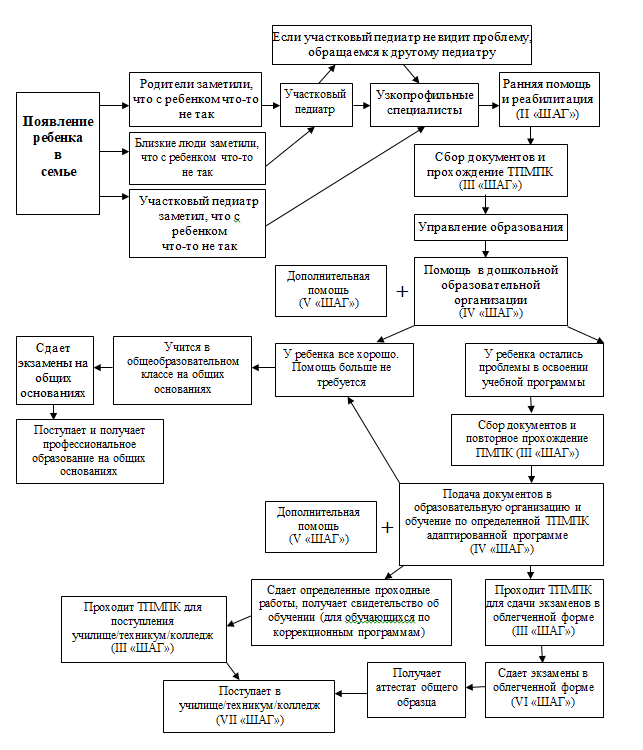 Если участковый педиатр не видит проблему,
обращаемся к другому педиатру
Появление
ребенка
в
семье
Родители заметили,
что с ребенком что-то
не так
Участковый
педиатр
Узкопрофильные
специалисты
Ранняя помощь
и реабилитация
(II «ШАГ»)
Близкие люди заметили,
что с ребенком что-то
не так
Сбор документов и
прохождение ТПМПК
(III «ШАГ»)
Участковый педиатр
заметил, что с
ребенком
что-то не так
Управление образования
Дополнительная
помощь
(V «ШАГ»)
+
Помощь в дошкольной
образовательной
организации
(IV «ШАГ»)
Сдает
экзамены на
общих
основаниях
Учится в
общеобразовательном
классе на общих
основаниях
У ребенка все хорошо.
Помощь больше не
требуется
У ребенка остались
проблемы в освоении
учебной программы
Поступает и получает
профессиональное
образование на общих
основаниях
Сбор документов и
повторное прохождение
ПМПК (III «ШАГ»)
Дополнительная
помощь
(V «ШАГ»)
+
Подача документов в
образовательную организацию и
обучение по определенной ТПМПК
адаптированной программе
(IV «ШАГ»)
Проходит ТПМПК для
поступления
училище/техникум/колледж
(III «ШАГ»)
Сдает определенные проходные
работы, получает свидетельство об
обучении (для обучающихся по
коррекционным программам)
Проходит ТПМПК
для сдачи экзаменов в
облегченной форме
(III «ШАГ»)
Поступает в
училище/техникум/колледж
(VII «ШАГ»)
Получает
аттестат общего
образца
Сдает экзамены в
облегченной форме
(VI «ШАГ»)